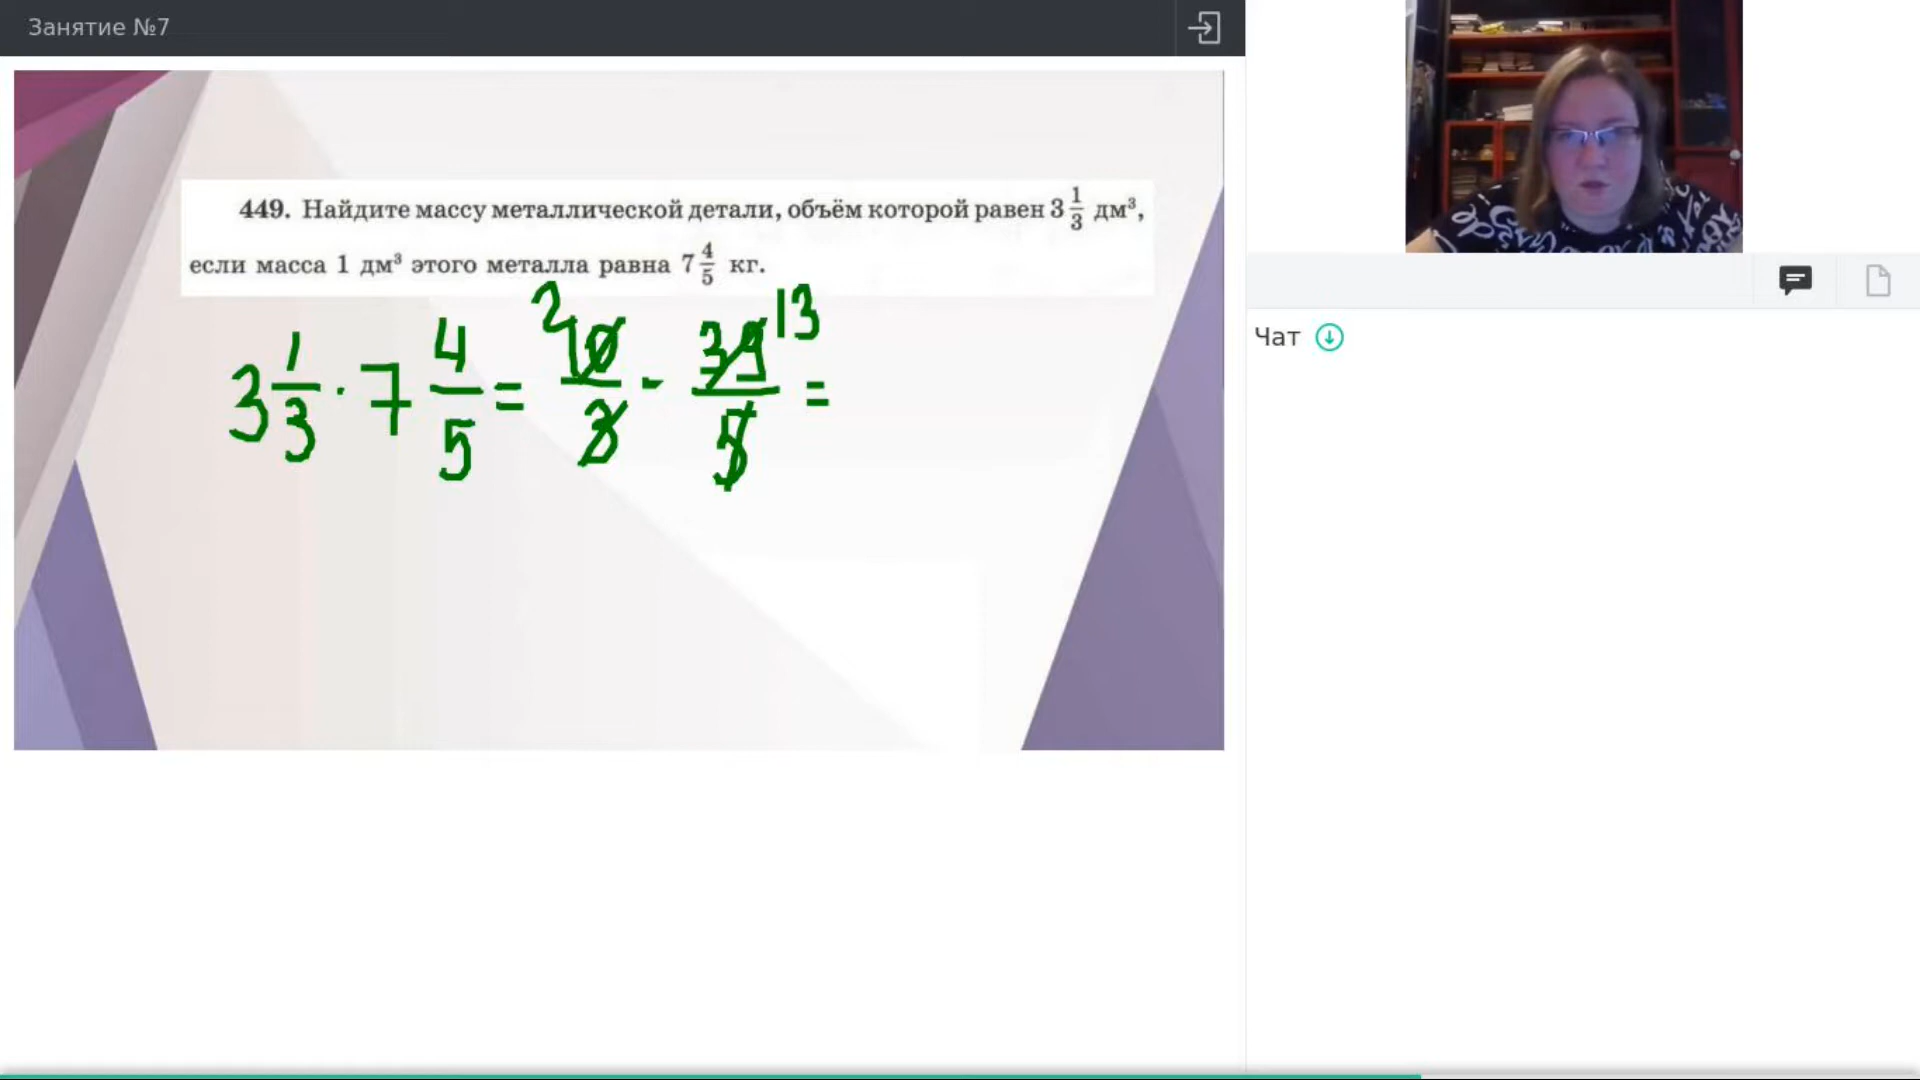 Занятие №7
449. Найдите массу металлической детали, объём которой равен 3 1/3 дм³,
если масса 1 дм³ этого металла равна 7 4/5 кг.
3 1/3 · 7 4/5 = 2 10/3 · 39/5 13 =
Чат